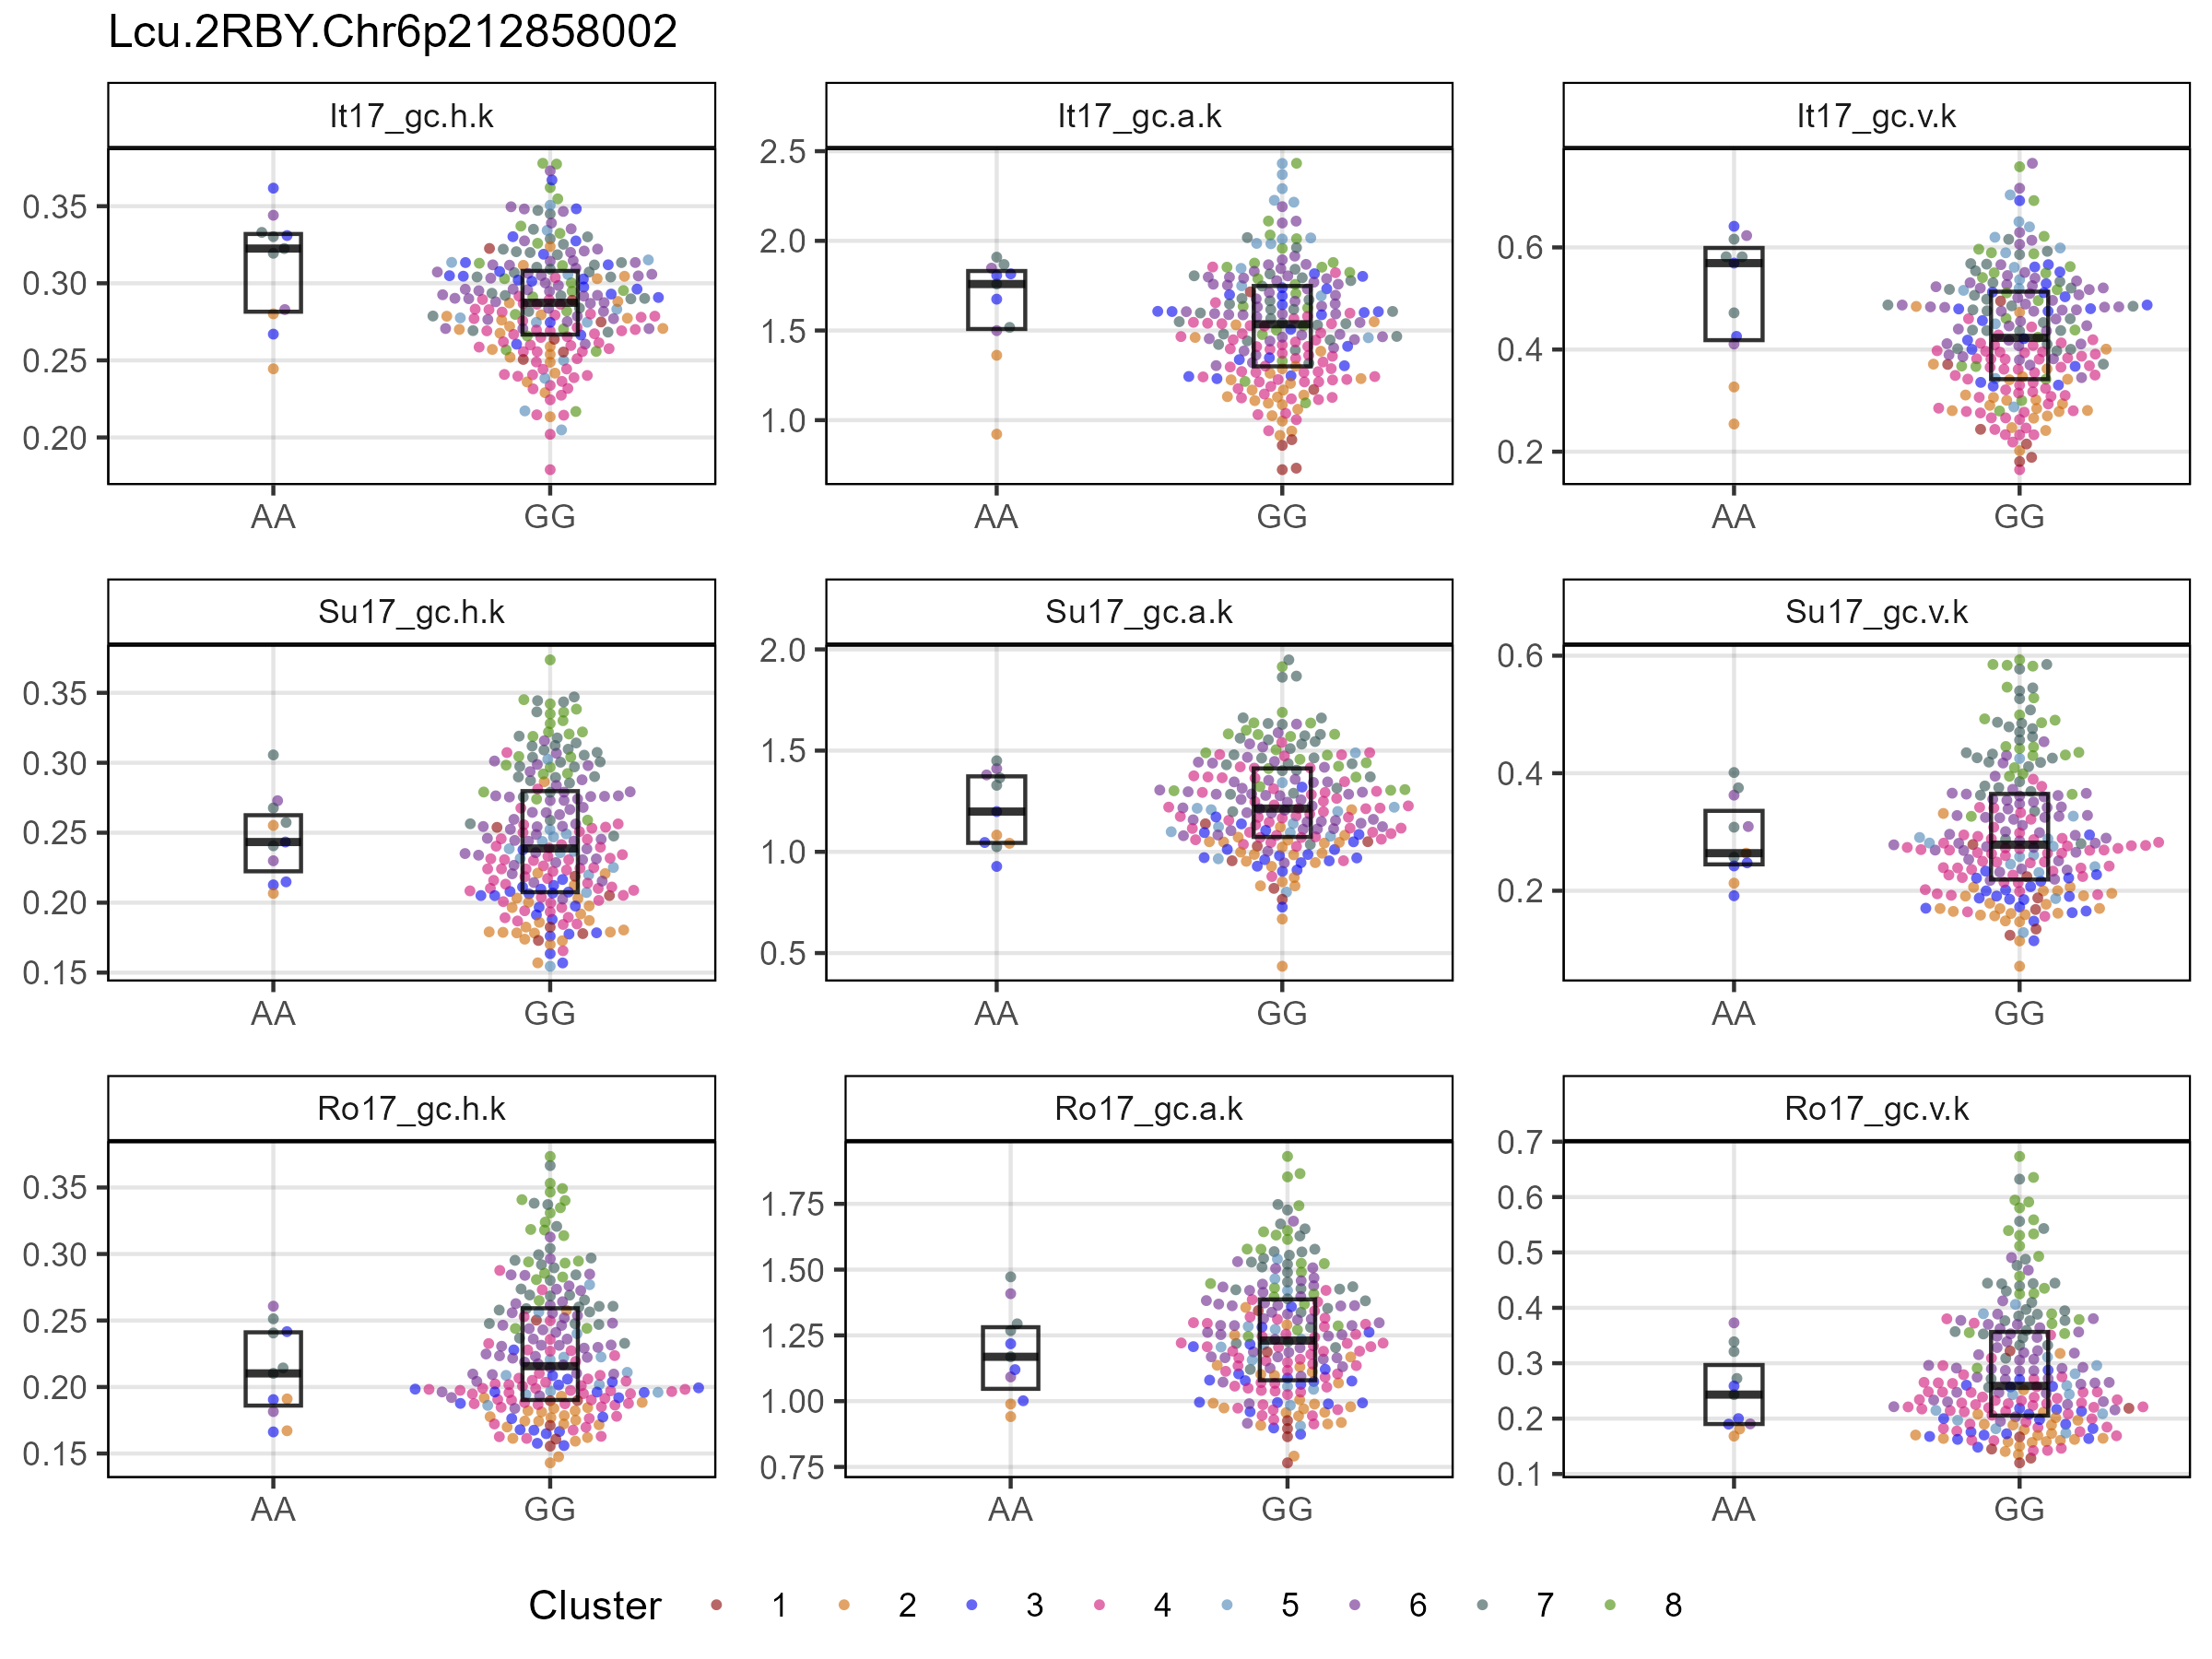 Lcu.2RBY.Chr6p212858002
It17_gc.h.k
It17_gc.a.k
It17_gc.v.k
0.35
0.30
0.25
0.20
AA GG
2.5
2.0
1.5
1.0
AA GG
0.6
0.4
0.2
AA GG
Su17_gc.h.k
Su17_gc.a.k
Su17_gc.v.k
0.35
0.30
0.25
0.20
0.15
AA GG
2.0
1.5
1.0
0.5
AA GG
0.6
0.4
0.2
AA GG
Ro17_gc.h.k
Ro17_gc.a.k
Ro17_gc.v.k
0.35
0.30
0.25
0.20
0.15
AA GG
1.75
1.50
1.25
1.00
0.75
AA GG
0.7
0.6
0.5
0.4
0.3
0.2
0.1
AA GG
Cluster 1 2 3 4 5 6 7 8